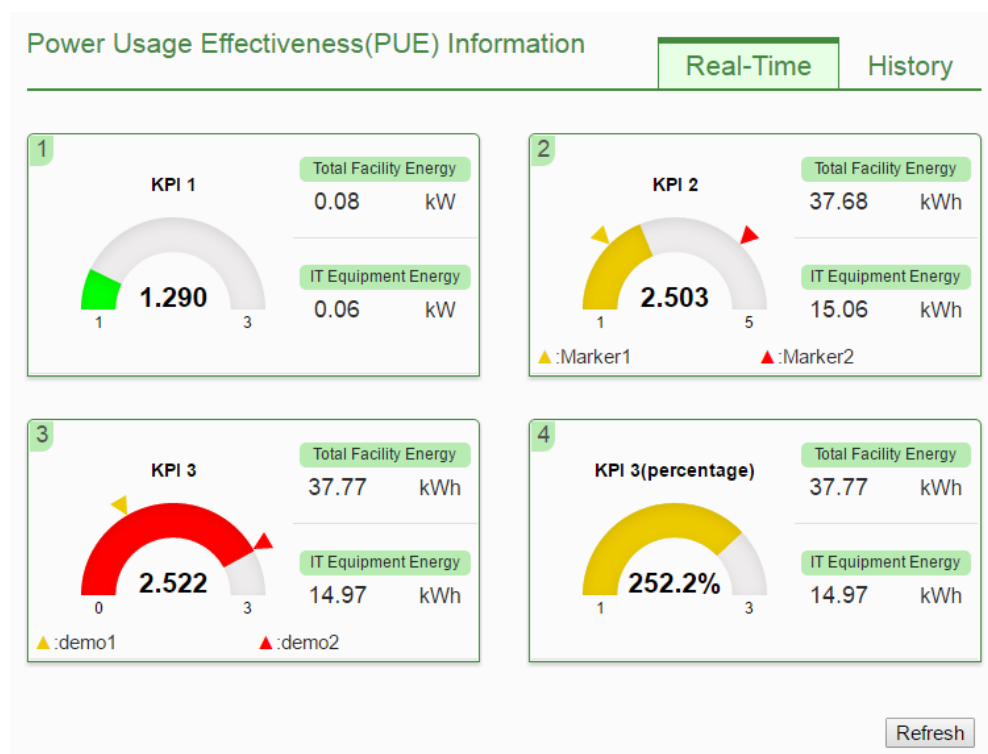 Power Usage Effectiveness(PUE) Information
Real-Time
History
1
KPI 1
1.290
1
3
Total Facility Energy
0.08 kW
IT Equipment Energy
0.06 kW
2
KPI 2
2.503
1
5
▲:Marker1
▲:Marker2
Total Facility Energy
37.68 kWh
IT Equipment Energy
15.06 kWh
3
KPI 3
2.522
0
3
▲:demo1
▲:demo2
Total Facility Energy
37.77 kWh
IT Equipment Energy
14.97 kWh
4
KPI 3(percentage)
252.2%
1
3
Total Facility Energy
37.77 kWh
IT Equipment Energy
14.97 kWh
Refresh